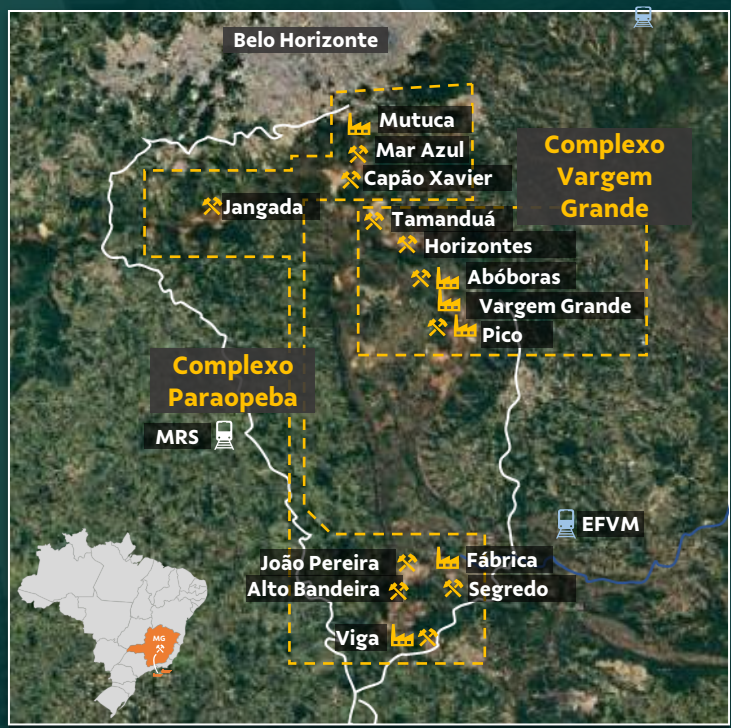 Belo Horizonte
Mutuca
Mar Azul
Capão Xavier
Complexo
Vargem
Grande
Jangada
Tamanduá
Horizontes
Abóboras
Vargem Grande
Pico
Complexo
Paraopeba
MRS
EFVM
João Pereira
Fábrica
Alto Bandeira
Segredo
Viga
MG